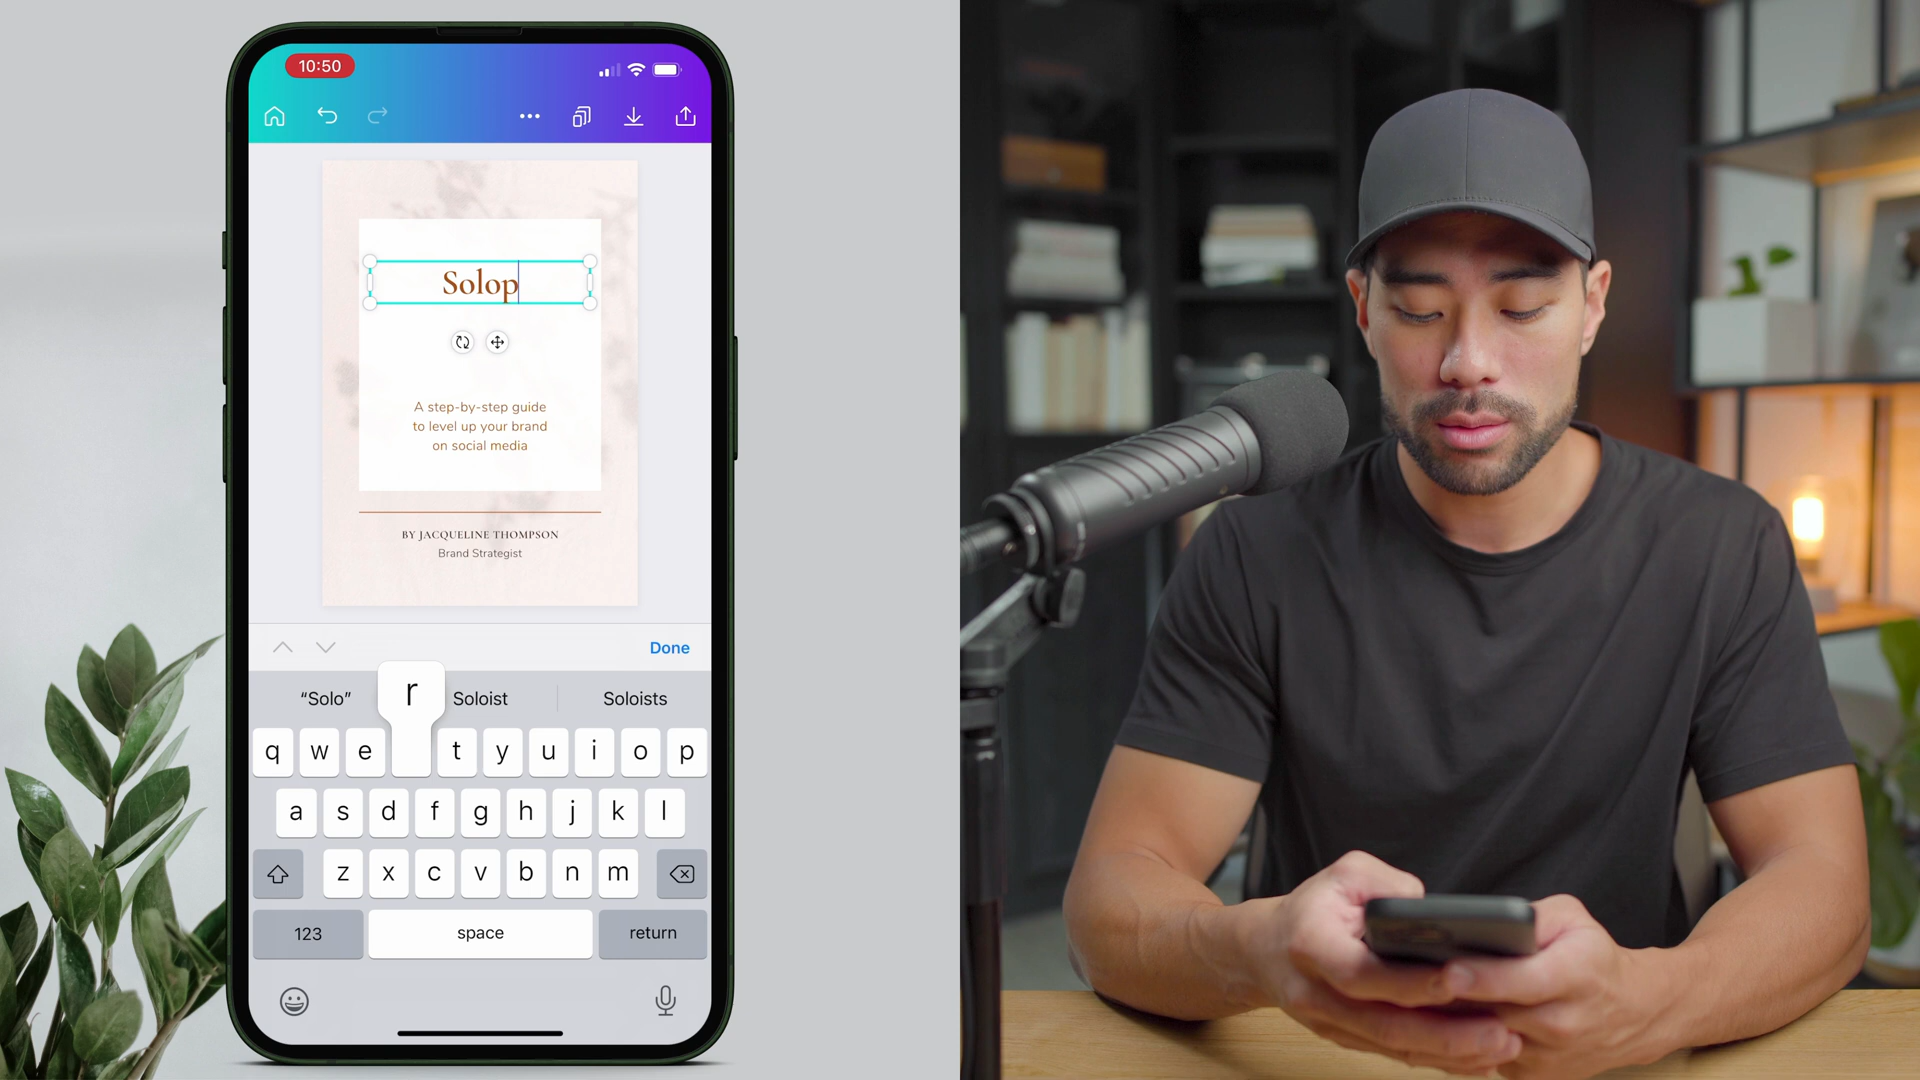 10:50
Solop
A step-by-step guide
to level up your brand
on social media
BY JACQUELINE THOMPSON
Brand Strategist
Done
“Solo” r Soloist Soloists
q w e t y u i o p
a s d f g h j k l
z x c v b n m
123 space return